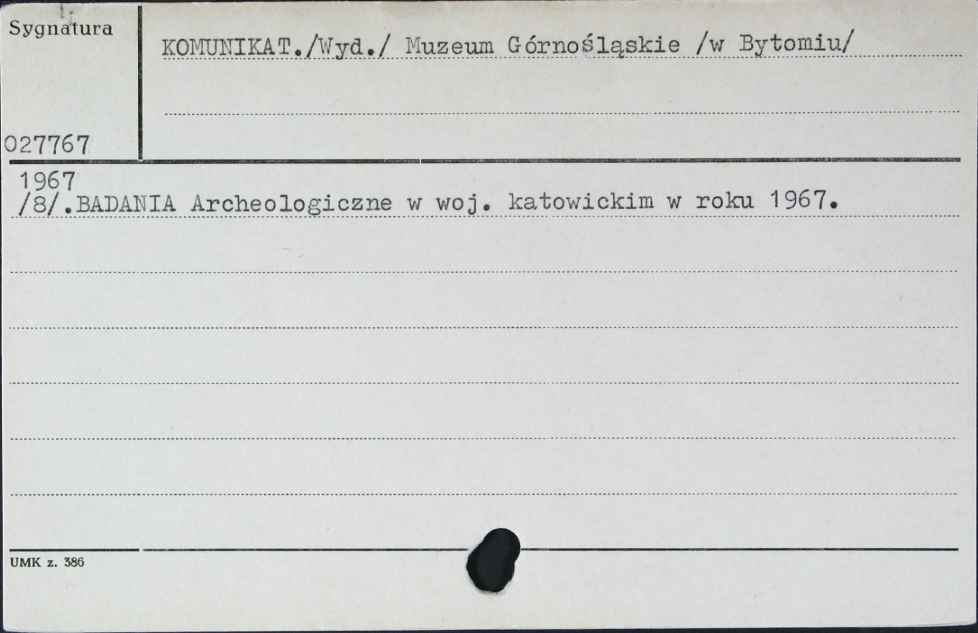 Sygnatura
KOMUNIKAT./Wyd./ Muzeum Górnośląskie /w Bytomiu/
027767
1967
/8/.BADANIA Archeologiczne w woj. katowickim w roku 1967.
UMK z. 386